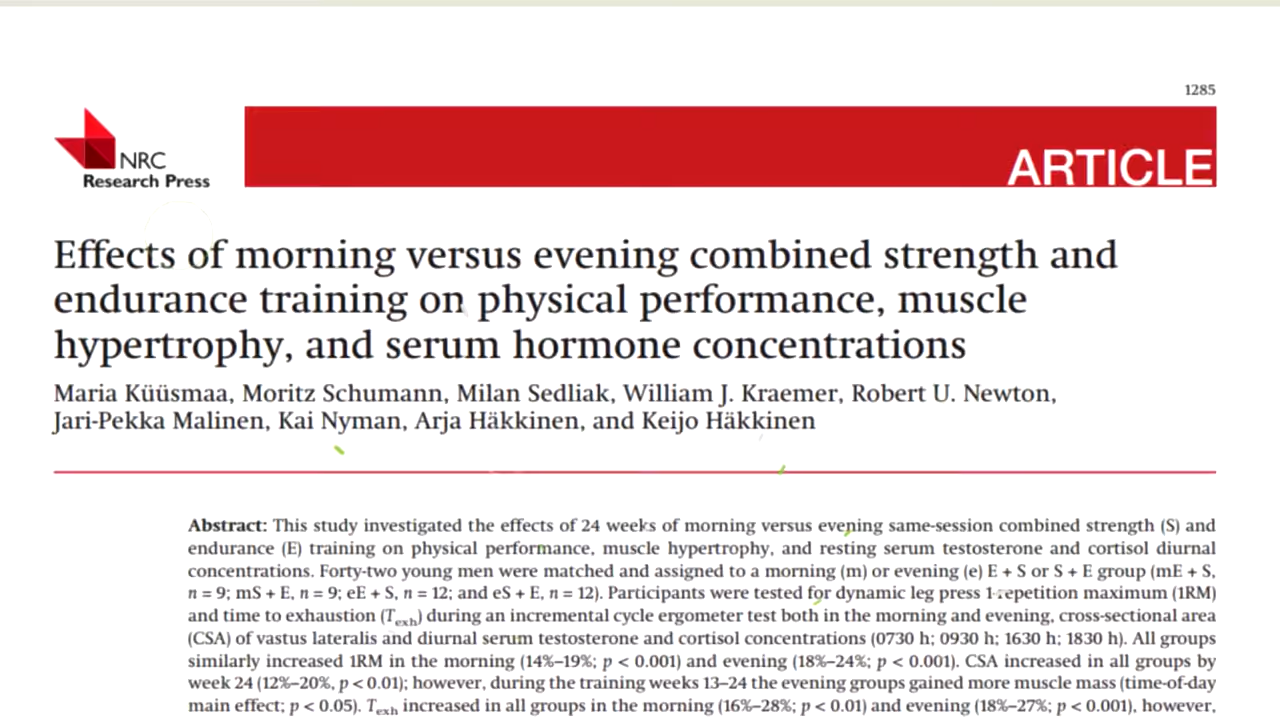 1285
NRC
Research Press
ARTICLE
Effects of morning versus evening combined strength and
endurance training on physical performance, muscle
hypertrophy, and serum hormone concentrations
Maria Küüsmaa, Moritz Schumann, Milan Sedliak, William J. Kraemer, Robert U. Newton,
Jari-Pekka Malinen, Kai Nyman, Arja Häkkinen, and Keijo Häkkinen
Abstract: This study investigated the effects of 24 weeks of morning versus evening same-session combined strength (S) and
endurance (E) training on physical performance, muscle hypertrophy, and resting serum testosterone and cortisol diurnal
concentrations. Forty-two young men were matched and assigned to a morning (m) or evening (e) E + S or S + E group (mE + S,
n = 9; mS + E, n = 9; eE + S, n = 12; and eS + E, n = 12). Participants were tested for dynamic leg press 1-repetition maximum (1RM)
and time to exhaustion (Texh) during an incremental cycle ergometer test both in the morning and evening, cross-sectional area
(CSA) of vastus lateralis and diurnal serum testosterone and cortisol concentrations (0730 h; 0930 h; 1630 h; 1830 h). All groups
similarly increased 1RM in the morning (14%–19%; p < 0.001) and evening (18%–24%; p < 0.001). CSA increased in all groups by
week 24 (12%–20%, p < 0.01); however, during the training weeks 13–24 the evening groups gained more muscle mass (time-of-day
main effect; p < 0.05). Texh increased in all groups in the morning (16%–28%; p < 0.01) and evening (18%–27%; p < 0.001), however,